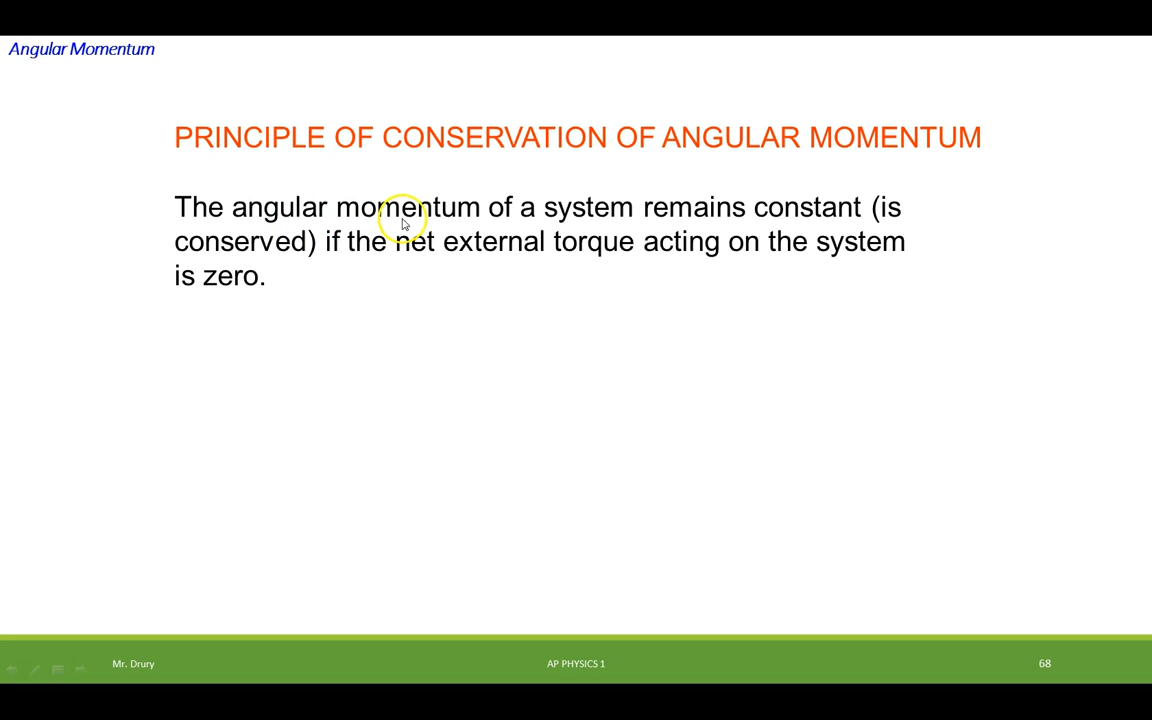 Angular Momentum
PRINCIPLE OF CONSERVATION OF ANGULAR MOMENTUM
The angular momentum of a system remains constant (is
conserved) if the net external torque acting on the system
is zero.
Mr. Drury
AP PHYSICS 1
68